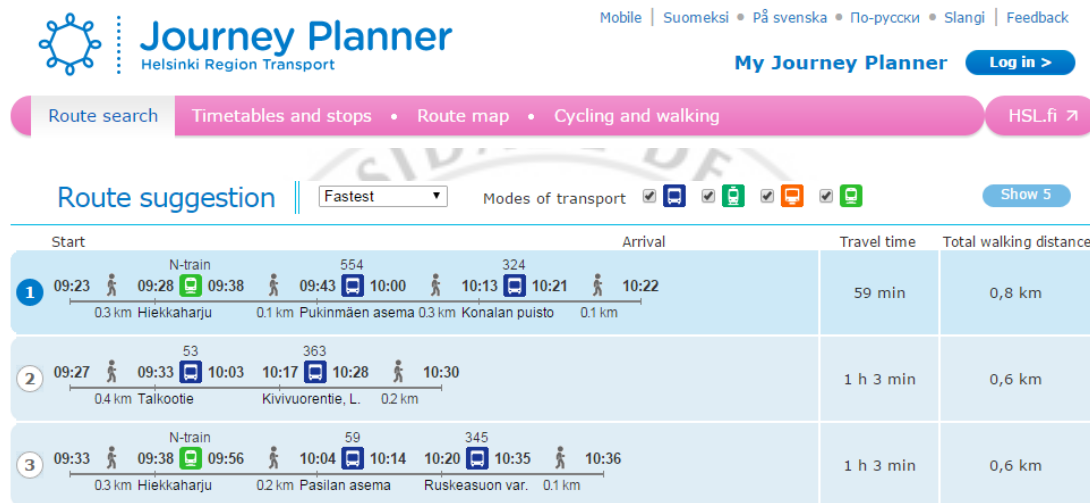 Mobile | Suomeksi • På svenska • По-русски • Slangi | Feedback
Journey Planner
Helsinki Region Transport
My Journey Planner Log in >
Route search Timetables and stops • Route map • Cycling and walking HSL.fi
SIDAD DE
Route suggestion Fastest Modes of transport Show 5
Start Arrival Travel time Total walking distance
N-train 554 324
1 09:23 09:28 09:38 09:43 10:00 10:13 10:21 10:22 59 min 0,8 km
0.3 km Hiekkaharju 0.1 km Pukinmäen asema 0.3 km Konalan puisto 0.1 km
53 363
2 09:27 09:33 10:03 10:17 10:28 10:30 1 h 3 min 0,6 km
0.4 km Talkootie Kivivuorentie, L. 0.2 km
N-train 59 345
3 09:33 09:38 09:56 10:04 10:14 10:20 10:35 10:36 1 h 3 min 0,6 km
0.3 km Hiekkaharju 0.2 km Pasilan asema Ruskeasuon var. 0.1 km